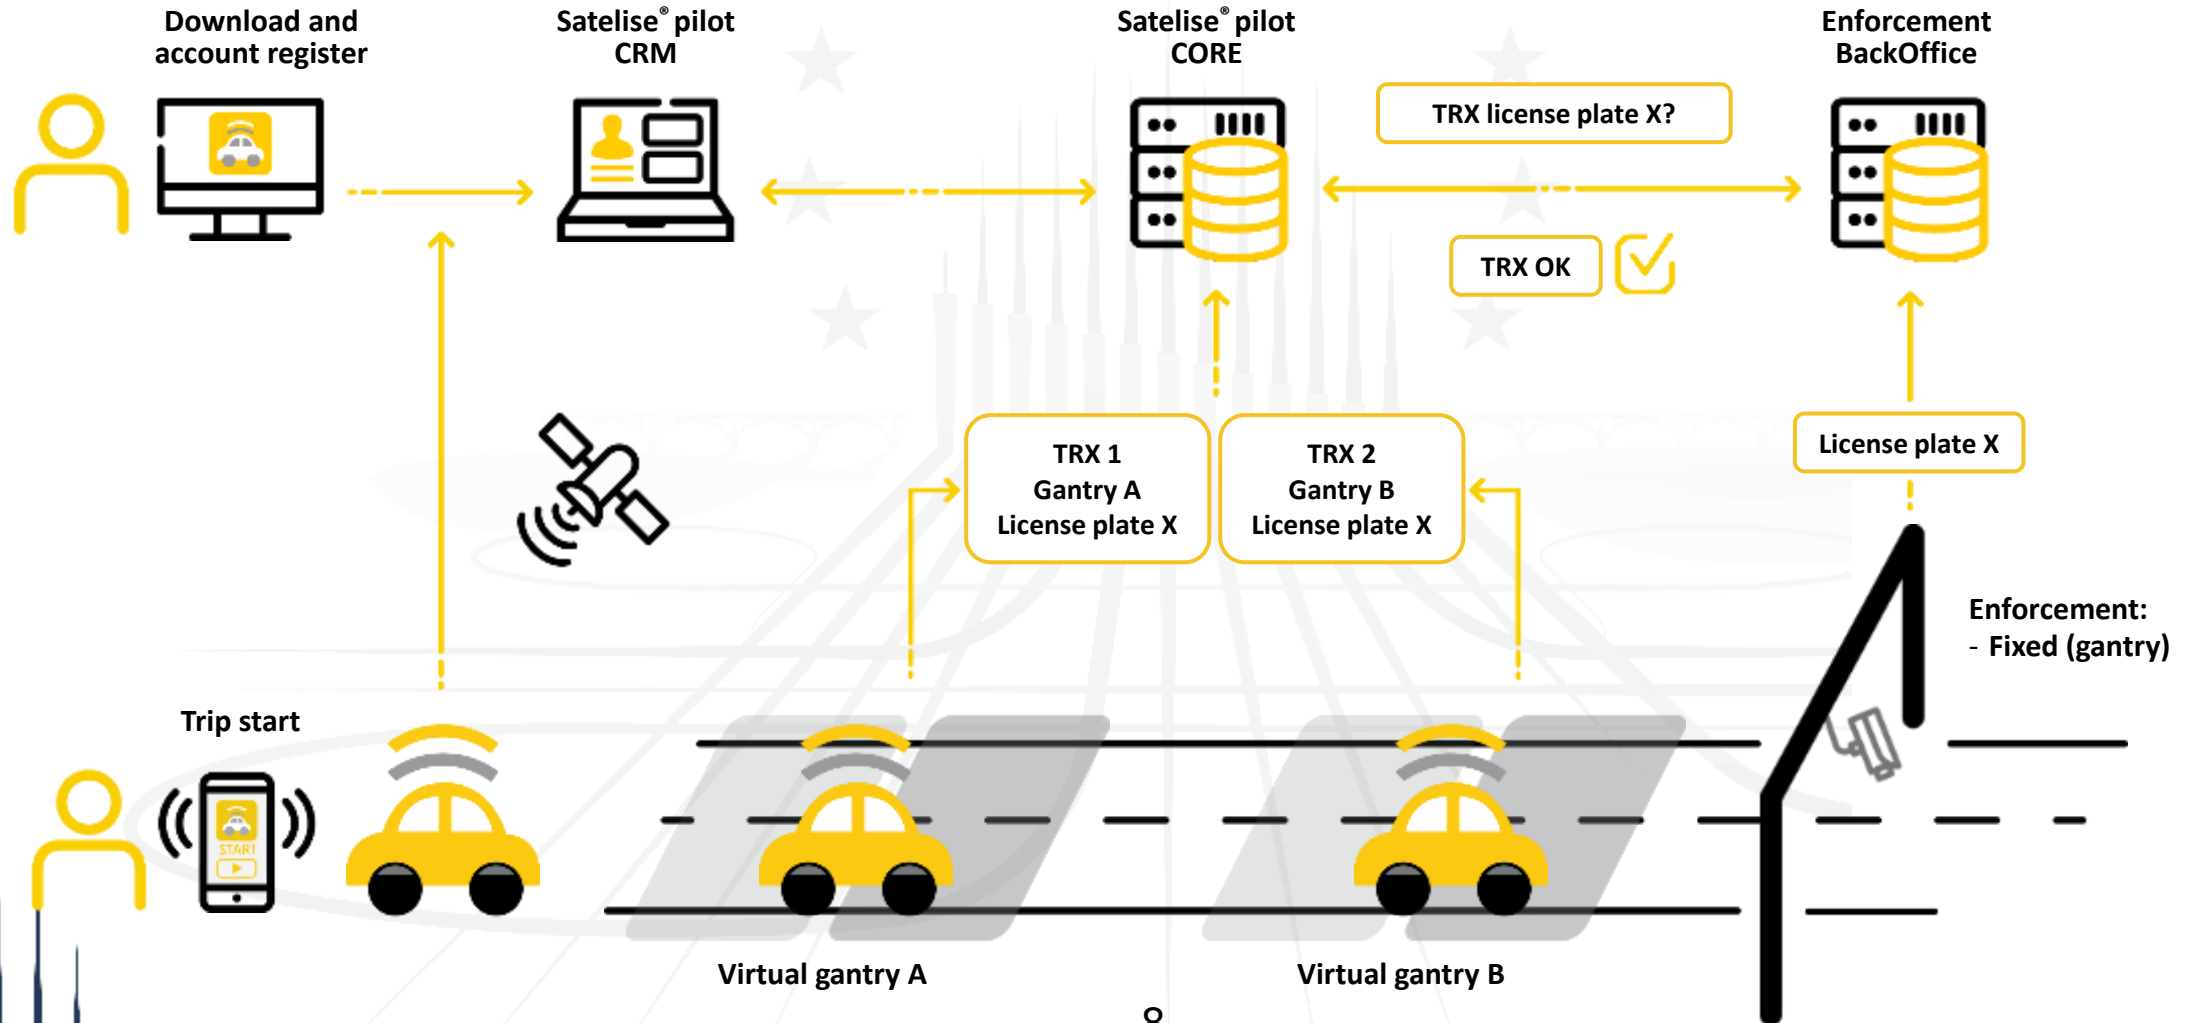 Download and
account register
Satelise® pilot
CRM
Satelise® pilot
CORE
Enforcement
BackOffice
TRX license plate X?
TRX OK
TRX 1
Gantry A
License plate X
TRX 2
Gantry B
License plate X
License plate X
Enforcement:
- Fixed (gantry)
Trip start
START
Virtual gantry A
Virtual gantry B
8